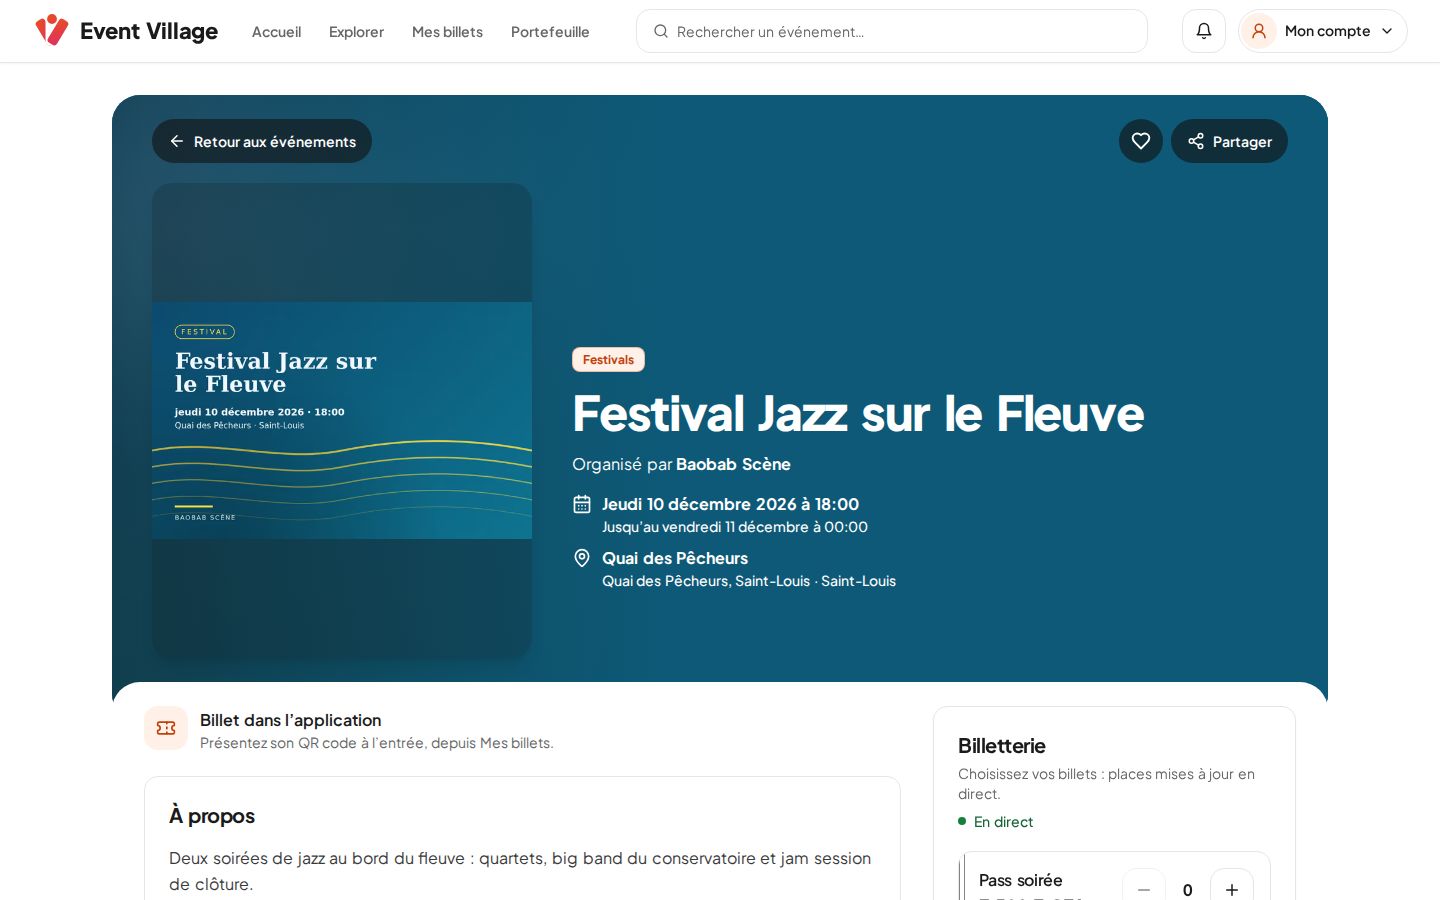 Event Village
Accueil
Explorer
Mes billets
Portefeuille
Rechercher un événement…
Mon compte
Retour aux événements
Partager
FESTIVAL
Festival Jazz sur
le Fleuve
jeudi 10 décembre 2026 · 18:00
Quai des Pêcheurs · Saint-Louis
BAOBAB SCÈNE
Festivals
Festival Jazz sur le Fleuve
Organisé par Baobab Scène
Jeudi 10 décembre 2026 à 18:00
Jusqu’au vendredi 11 décembre à 00:00
Quai des Pêcheurs
Quai des Pêcheurs, Saint-Louis · Saint-Louis
Billet dans l’application
Présentez son QR code à l’entrée, depuis Mes billets.
À propos
Deux soirées de jazz au bord du fleuve : quartets, big band du conservatoire et jam session
de clôture.
Billetterie
Choisissez vos billets : places mises à jour en
direct.
En direct
Pass soirée
0